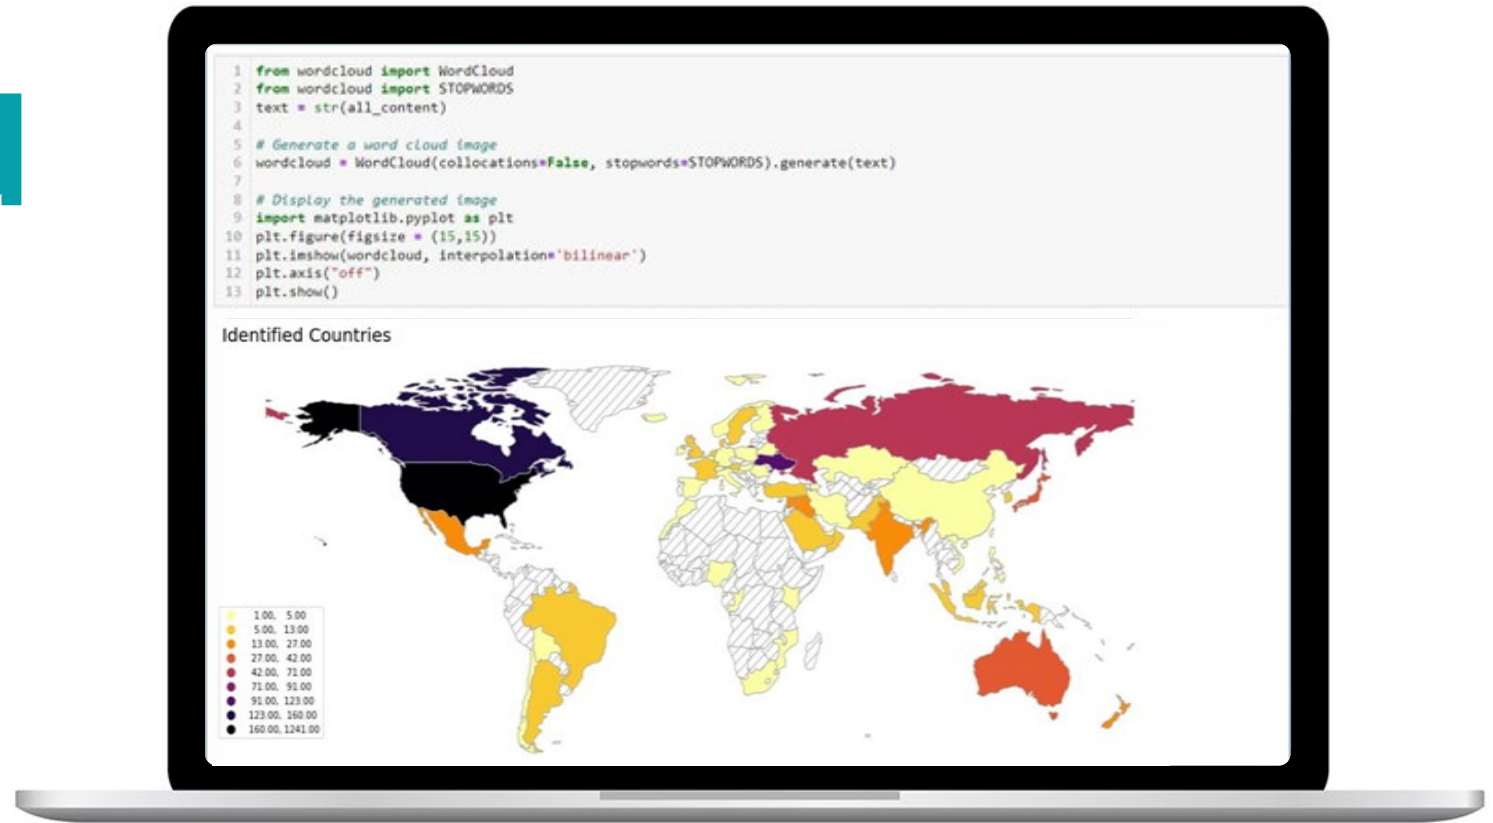 1 from wordcloud import WordCloud
2 from wordcloud import STOPWORDS
3 text = str(all_content)
4
5 # Generate a word cloud image
6 wordcloud = WordCloud(collocations=False, stopwords=STOPWORDS).generate(text)
7
8 # Display the generated image
9 import matplotlib.pyplot as plt
10 plt.figure(figsize = (15,15))
11 plt.imshow(wordcloud, interpolation='bilinear')
12 plt.axis("off")
13 plt.show()
Identified Countries
1.00, 5.00
5.00, 13.00
13.00, 27.00
27.00, 42.00
42.00, 71.00
71.00, 91.00
91.00, 123.00
123.00, 160.00
160.00, 1241.00